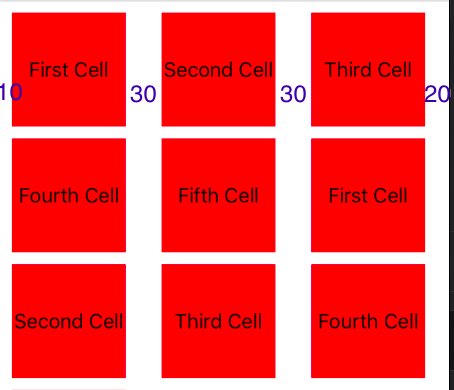 First Cell Second Cell Third Cell
10 30 30 20
Fourth Cell Fifth Cell First Cell
Second Cell Third Cell Fourth Cell